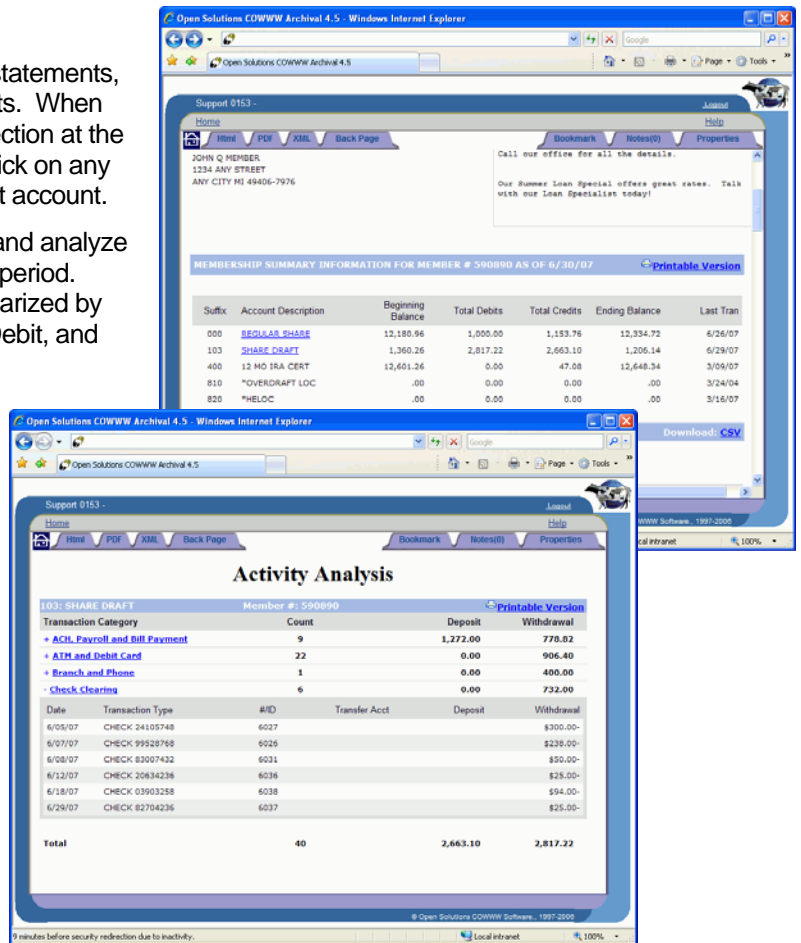 statements,
ts. When
ection at the
ick on any
t account.
and analyze
period.
arized by
Debit, and
Open Solutions COWWW Archival 4.5 - Windows Internet Explorer
Google
Open Solutions COWWW Archival 4.5
Page Tools
Support 0153 -
Logout
Home Help
Html PDF XML Back Page Bookmark Notes(0) Properties
JOHN Q MEMBER
1234 ANY STREET
ANY CITY MI 49406-7976
Call our office for all the details.
Our Summer Loan Special offers great rates. Talk
with our Loan Specialist today!
MEMBERSHIP SUMMARY INFORMATION FOR MEMBER # 590890 AS OF 6/30/07 Printable Version
Suffix Account Description Beginning Balance Total Debits Total Credits Ending Balance Last Tran
000 REGULAR SHARE 12,180.96 1,000.00 1,153.76 12,334.72 6/26/07
103 SHARE DRAFT 1,360.26 2,817.22 2,663.10 1,206.14 6/29/07
400 12 MO IRA CERT 12,601.26 0.00 47.08 12,648.34 3/09/07
810 *OVERDRAFT LOC .00 0.00 0.00 .00 3/24/04
820 *HELOC .00 0.00 0.00 .00 3/16/07
Download: CSV
WWW Software., 1997-2006
cal intranet 100%
Open Solutions COWWW Archival 4.5 - Windows Internet Explorer
Google
Open Solutions COWWW Archival 4.5
Page Tools
Support 0153 -
Logout
Home Help
Html PDF XML Back Page Bookmark Notes(0) Properties
Activity Analysis
103: SHARE DRAFT Member #: 590890 Printable Version
Transaction Category Count Deposit Withdrawal
+ ACH, Payroll and Bill Payment 9 1,272.00 778.82
+ ATM and Debit Card 22 0.00 906.40
+ Branch and Phone 1 0.00 400.00
- Check Clearing 6 0.00 732.00
Date Transaction Type #/ID Transfer Acct Deposit Withdrawal
6/05/07 CHECK 24105748 6027 $300.00-
6/07/07 CHECK 99528768 6026 $238.00-
6/08/07 CHECK 83007432 6031 $50.00-
6/12/07 CHECK 20634236 6036 $25.00-
6/18/07 CHECK 03903258 6038 $94.00-
6/29/07 CHECK 82704236 6037 $25.00-
Total 40 2,663.10 2,817.22
© Open Solutions COWWW Software., 1997-2006
9 minutes before security redirection due to inactivity. Local intranet 100%